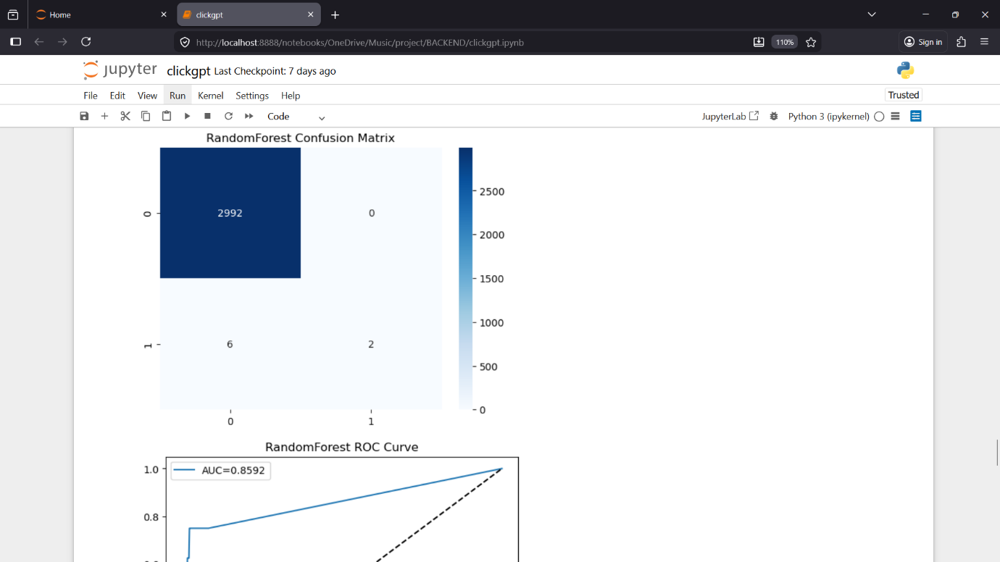 Home
clickgpt
http://localhost:8888/notebooks/OneDrive/Music/project/BACKEND/clickgpt.ipynb
110%
Sign in
jupyter clickgpt Last Checkpoint: 7 days ago
File Edit View Run Kernel Settings Help
Trusted
Code
JupyterLab
Python 3 (ipykernel)
RandomForest Confusion Matrix
0
2992 0
1
6 2
0 1
2500
2000
1500
1000
500
0
RandomForest ROC Curve
AUC=0.8592
1.0
0.8